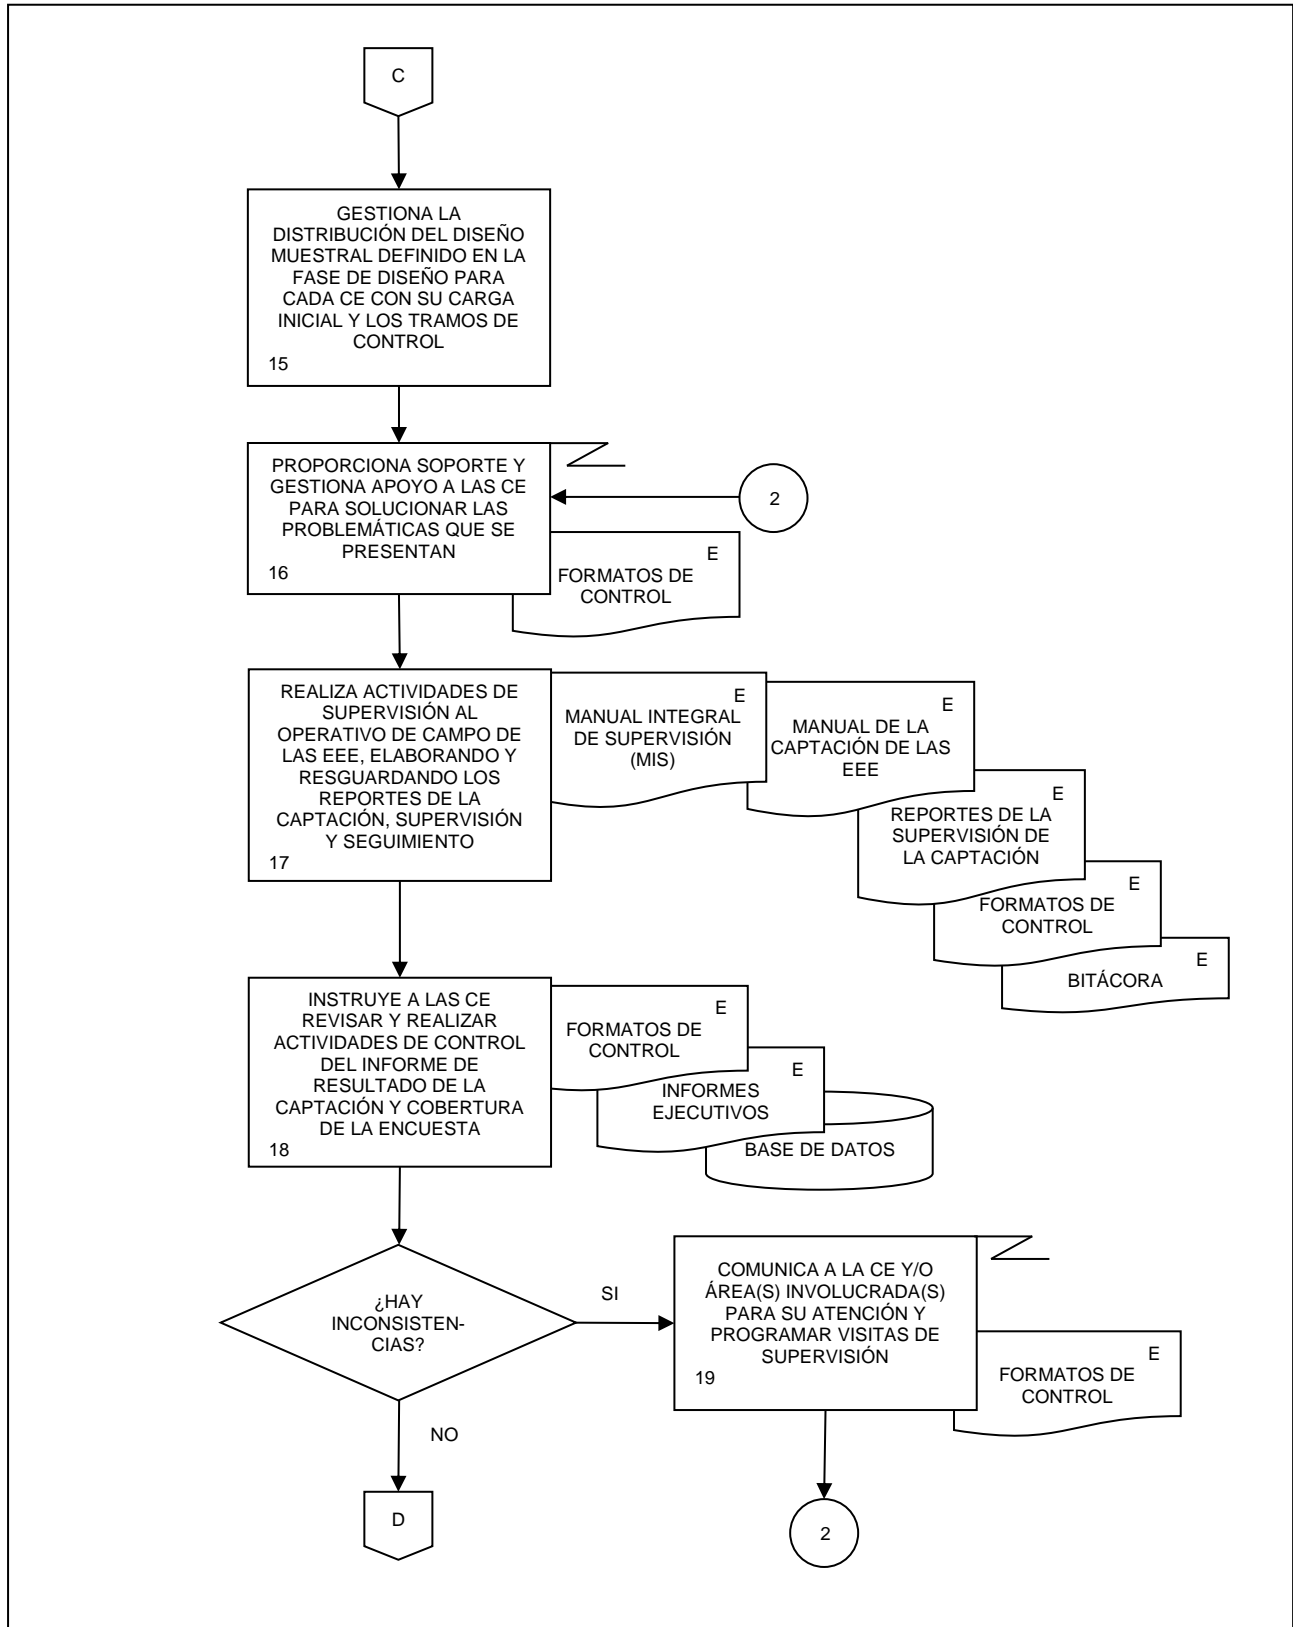 C
GESTIONA LA
DISTRIBUCIÓN DEL DISEÑO
MUESTRAL DEFINIDO EN LA
FASE DE DISEÑO PARA
CADA CE CON SU CARGA
INICIAL Y LOS TRAMOS DE
CONTROL
15
PROPORCIONA SOPORTE Y
GESTIONA APOYO A LAS CE
PARA SOLUCIONAR LAS
PROBLEMÁTICAS QUE SE
PRESENTAN
16
2
E
FORMATOS DE
CONTROL
REALIZA ACTIVIDADES DE
SUPERVISIÓN AL
OPERATIVO DE CAMPO DE
LAS EEE, ELABORANDO Y
RESGUARDANDO LOS
REPORTES DE LA
CAPTACIÓN, SUPERVISIÓN
Y SEGUIMIENTO
17
E
MANUAL INTEGRAL
DE SUPERVISIÓN
(MIS)
E
MANUAL DE LA
CAPTACIÓN DE LAS
EEE
E
REPORTES DE LA
SUPERVISIÓN DE
LA CAPTACIÓN
E
FORMATOS DE
CONTROL
E
BITÁCORA
INSTRUYE A LAS CE
REVISAR Y REALIZAR
ACTIVIDADES DE CONTROL
DEL INFORME DE
RESULTADO DE LA
CAPTACIÓN Y COBERTURA
DE LA ENCUESTA
18
E
FORMATOS DE
CONTROL
E
INFORMES
EJECUTIVOS
BASE DE DATOS
¿HAY
INCONSISTEN-
CIAS?
SI
COMUNICA A LA CE Y/O
ÁREA(S) INVOLUCRADA(S)
PARA SU ATENCIÓN Y
PROGRAMAR VISITAS DE
SUPERVISIÓN
19
E
FORMATOS DE
CONTROL
NO
D
2